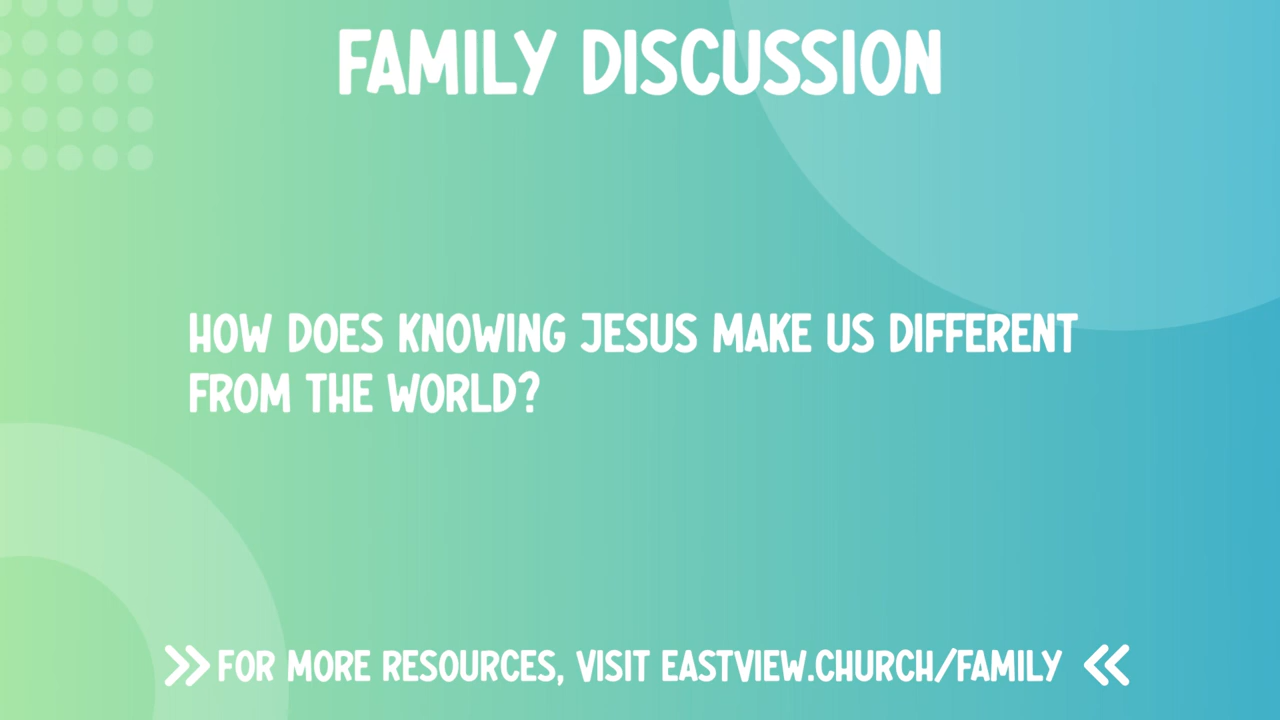 FAMILY DISCUSSION
HOW DOES KNOWING JESUS MAKE US DIFFERENT
FROM THE WORLD?
FOR MORE RESOURCES, VISIT EASTVIEW.CHURCH/FAMILY